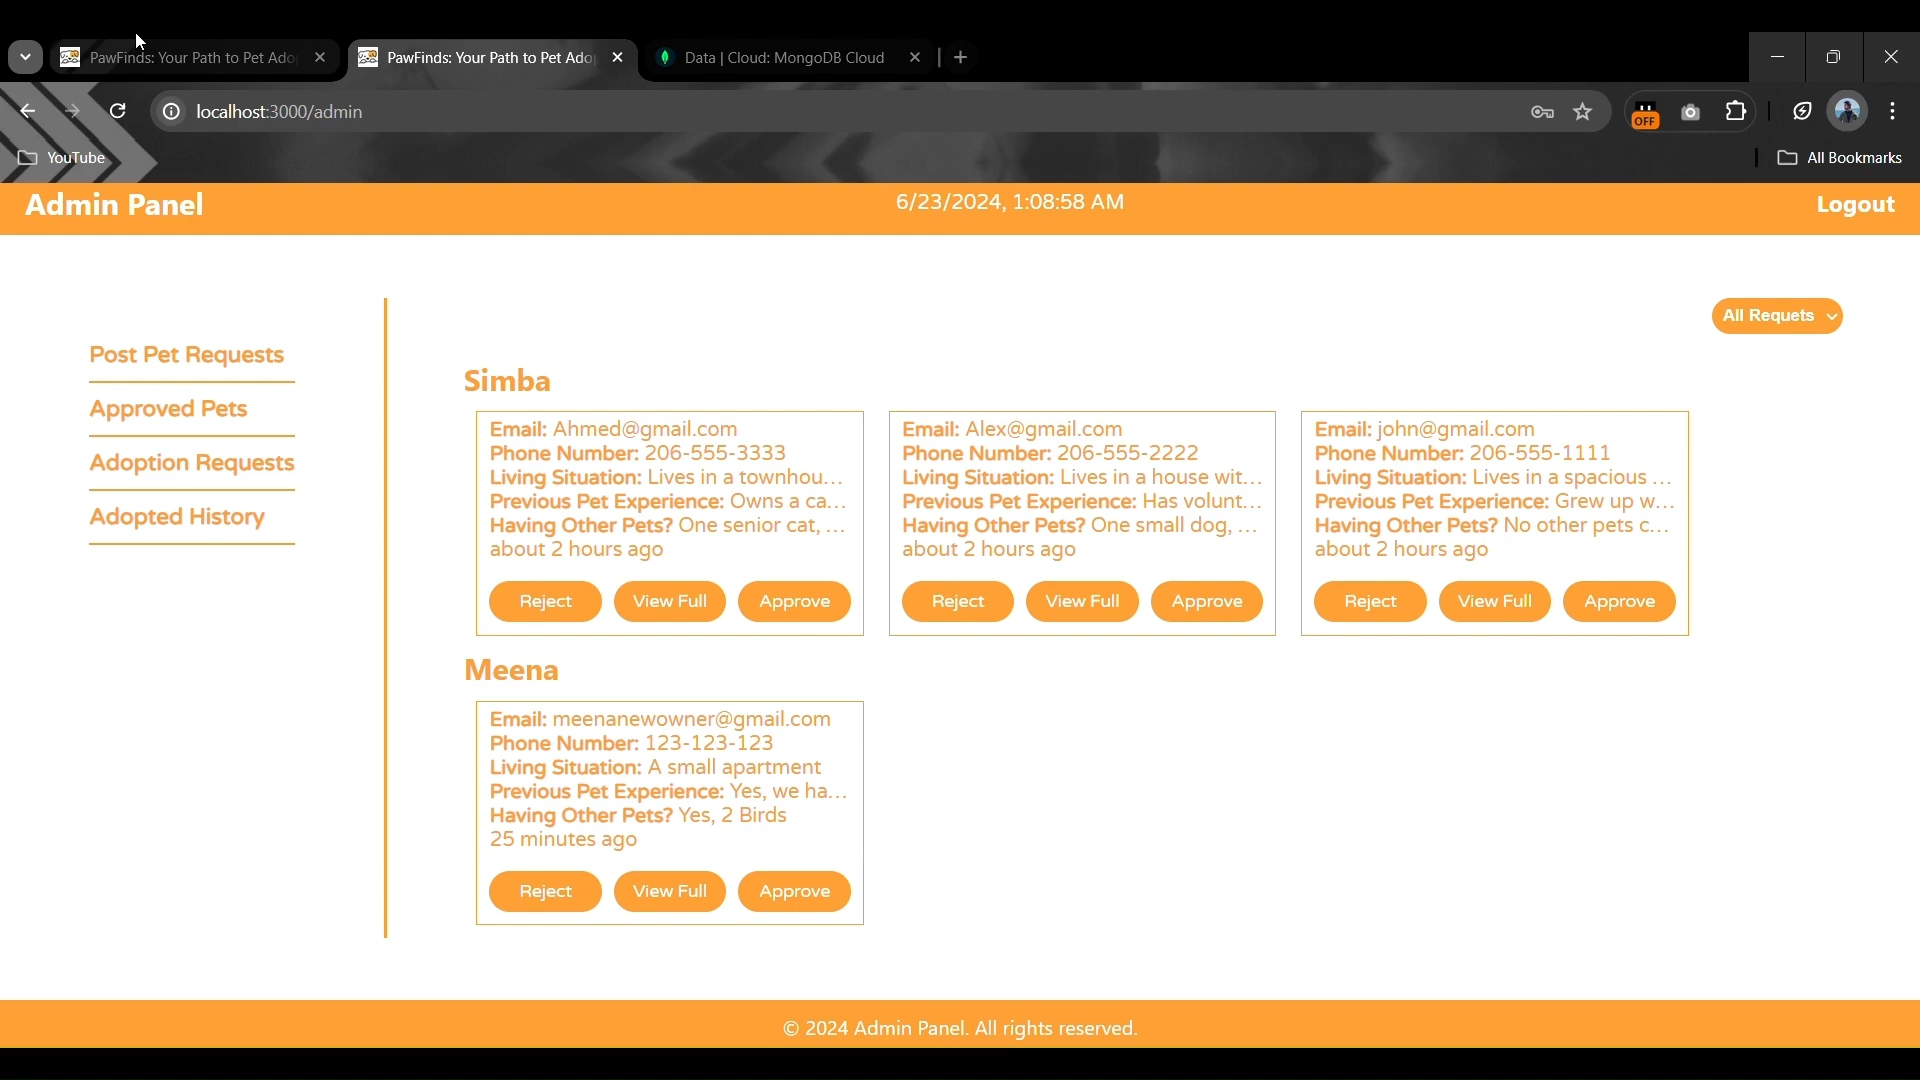 PawFinds: Your Path to Pet Ado
PawFinds: Your Path to Pet Ado
Data | Cloud: MongoDB Cloud
localhost:3000/admin
OFF
YouTube
All Bookmarks
Admin Panel
6/23/2024, 1:08:58 AM
Logout
All Requets
Post Pet Requests
Approved Pets
Adoption Requests
Adopted History
Simba
Email: Ahmed@gmail.com
Phone Number: 206-555-3333
Living Situation: Lives in a townhou...
Previous Pet Experience: Owns a ca...
Having Other Pets? One senior cat, ...
about 2 hours ago
Reject
View Full
Approve
Email: Alex@gmail.com
Phone Number: 206-555-2222
Living Situation: Lives in a house wit...
Previous Pet Experience: Has volunt...
Having Other Pets? One small dog, ...
about 2 hours ago
Reject
View Full
Approve
Email: john@gmail.com
Phone Number: 206-555-1111
Living Situation: Lives in a spacious ...
Previous Pet Experience: Grew up w...
Having Other Pets? No other pets c...
about 2 hours ago
Reject
View Full
Approve
Meena
Email: meenanewowner@gmail.com
Phone Number: 123-123-123
Living Situation: A small apartment
Previous Pet Experience: Yes, we ha...
Having Other Pets? Yes, 2 Birds
25 minutes ago
Reject
View Full
Approve
© 2024 Admin Panel. All rights reserved.